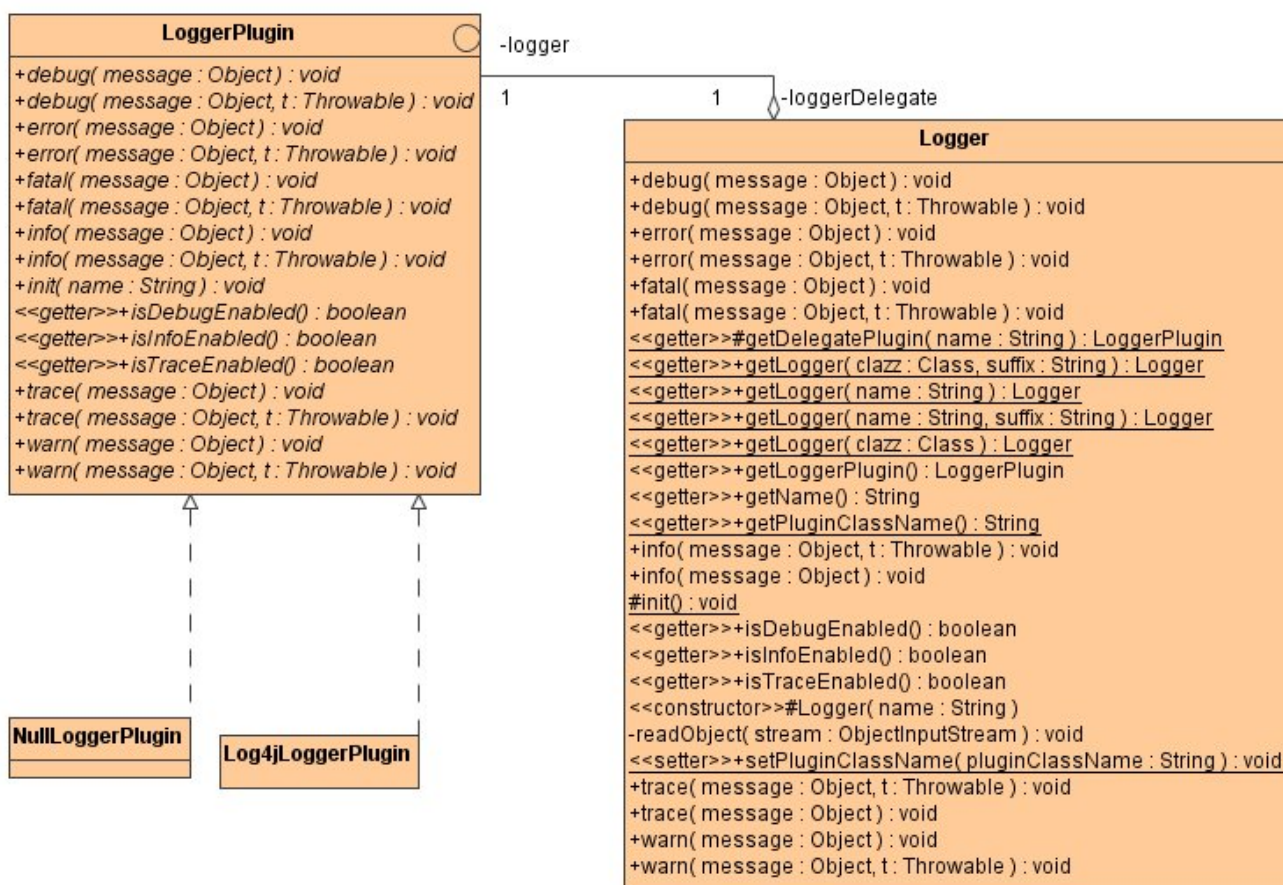 LoggerPlugin
+debug( message : Object ) : void
+debug( message : Object, t : Throwable ) : void
+error( message : Object ) : void
+error( message : Object, t : Throwable ) : void
+fatal( message : Object ) : void
+fatal( message : Object, t : Throwable ) : void
+info( message : Object ) : void
+info( message : Object, t : Throwable ) : void
+init( name : String ) : void
<<getter>>+isDebugEnabled() : boolean
<<getter>>+isInfoEnabled() : boolean
<<getter>>+isTraceEnabled() : boolean
+trace( message : Object ) : void
+trace( message : Object, t : Throwable ) : void
+warn( message : Object ) : void
+warn( message : Object, t : Throwable ) : void
-logger
1
1
-loggerDelegate
Logger
+debug( message : Object ) : void
+debug( message : Object, t : Throwable ) : void
+error( message : Object ) : void
+error( message : Object, t : Throwable ) : void
+fatal( message : Object ) : void
+fatal( message : Object, t : Throwable ) : void
<<getter>>#getDelegatePlugin( name : String ) : LoggerPlugin
<<getter>>+getLogger( clazz : Class, suffix : String ) : Logger
<<getter>>+getLogger( name : String ) : Logger
<<getter>>+getLogger( name : String, suffix : String ) : Logger
<<getter>>+getLogger( clazz : Class ) : Logger
<<getter>>+getLoggerPlugin() : LoggerPlugin
<<getter>>+getName() : String
<<getter>>+getPluginClassName() : String
+info( message : Object, t : Throwable ) : void
+info( message : Object ) : void
#init() : void
<<getter>>+isDebugEnabled() : boolean
<<getter>>+isInfoEnabled() : boolean
<<getter>>+isTraceEnabled() : boolean
<<constructor>>#Logger( name : String )
-readObject( stream : ObjectInputStream ) : void
<<setter>>+setPluginClassName( pluginClassName : String ) : void
+trace( message : Object, t : Throwable ) : void
+trace( message : Object ) : void
+warn( message : Object ) : void
+warn( message : Object, t : Throwable ) : void
NullLoggerPlugin
Log4jLoggerPlugin